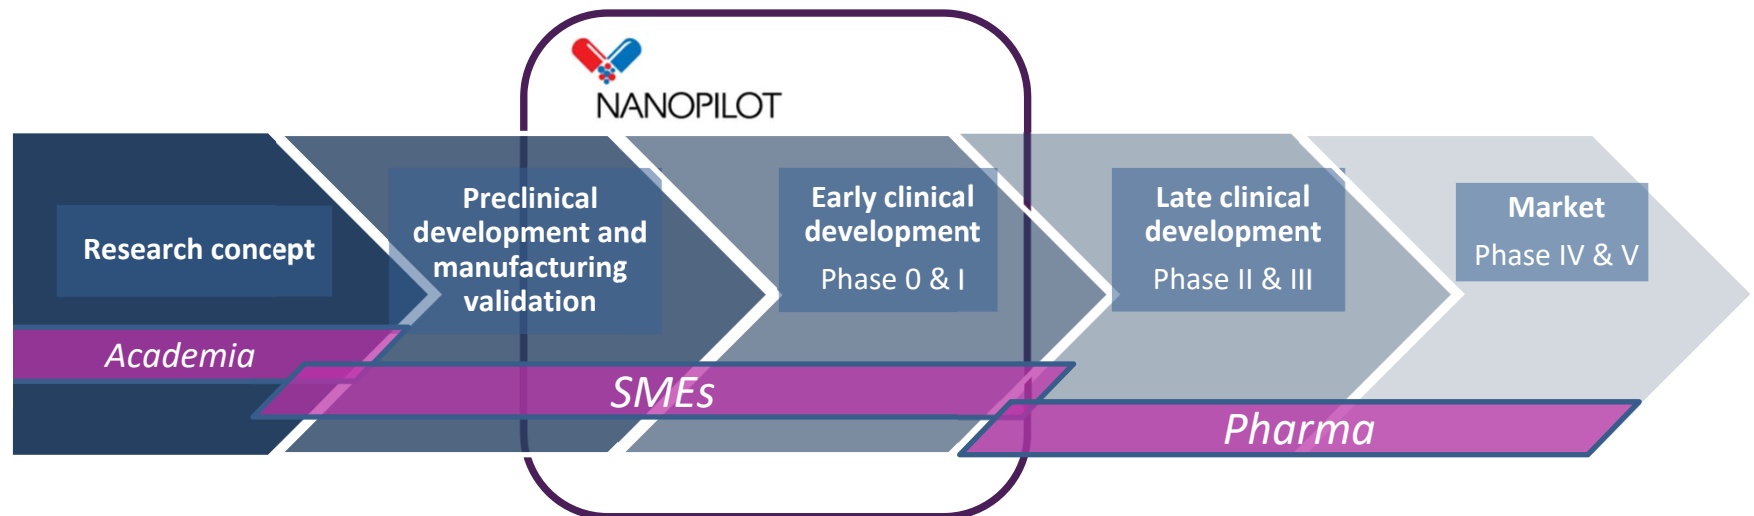 NANOPILOT
Research concept
Preclinical
development and
manufacturing
validation
Early clinical
development
Phase 0 & I
Late clinical
development
Phase II & III
Market
Phase IV & V
Academia
SMEs
Pharma